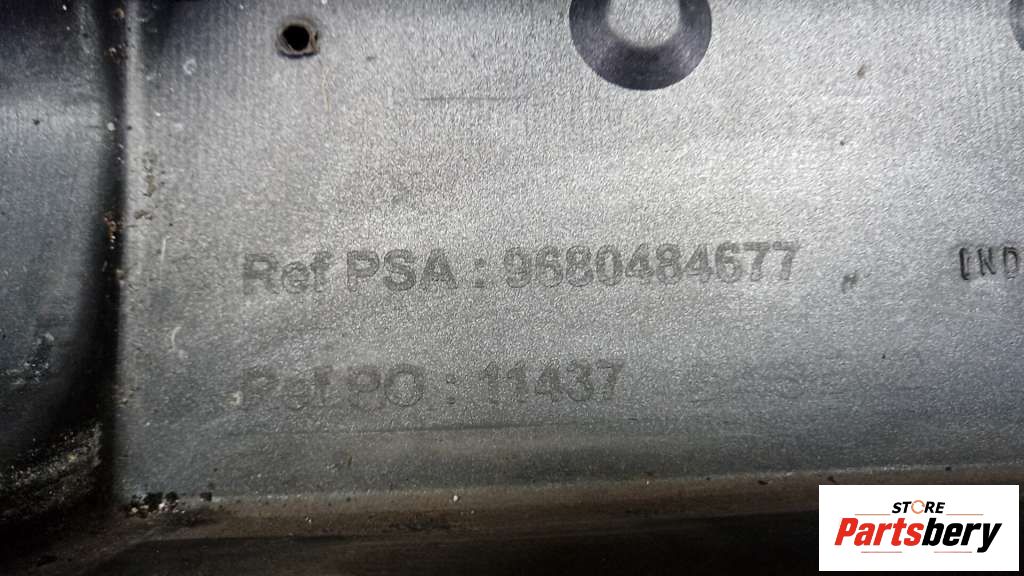 Ref PSA : 9680484677
IND
Ref PO : 11437
STORE
Partsbery